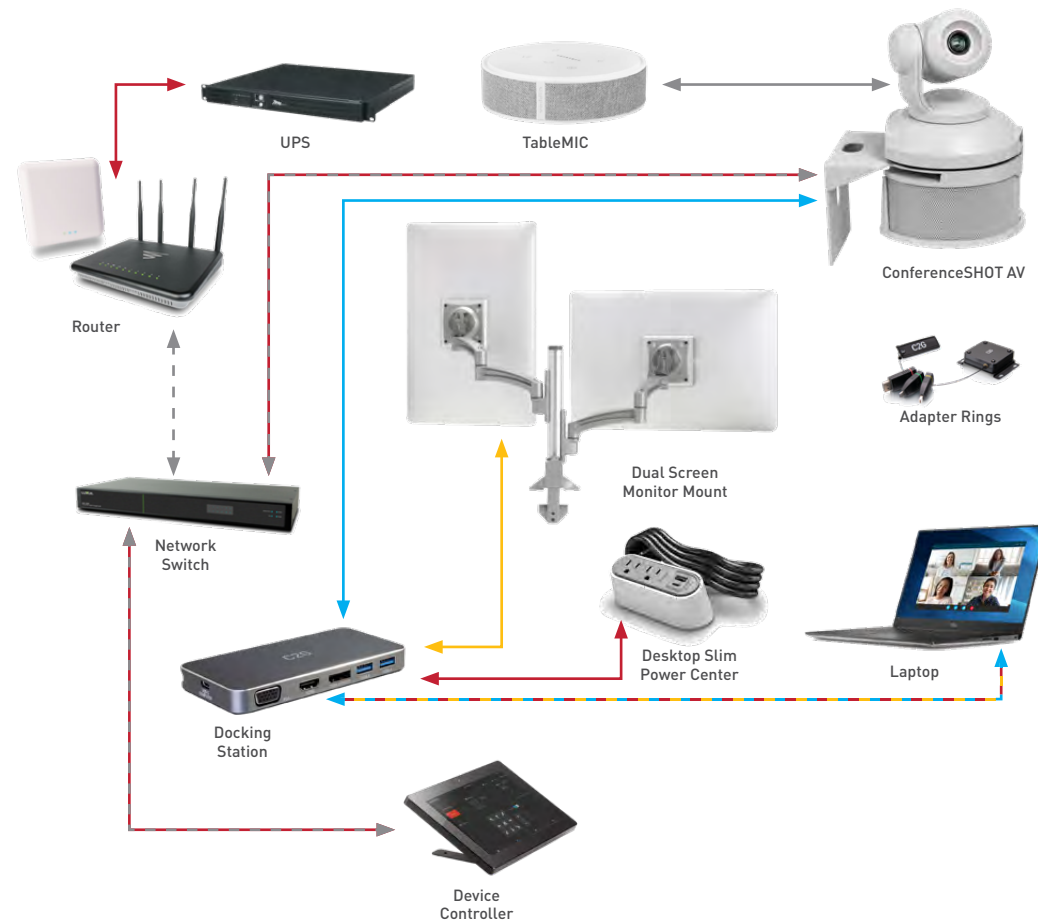 UPS
TableMIC
ConferenceSHOT AV
Router
C2G
Adapter Rings
Dual Screen
Monitor Mount
Network
Switch
Desktop Slim
Power Center
Laptop
C2G
Docking
Station
Device
Controller